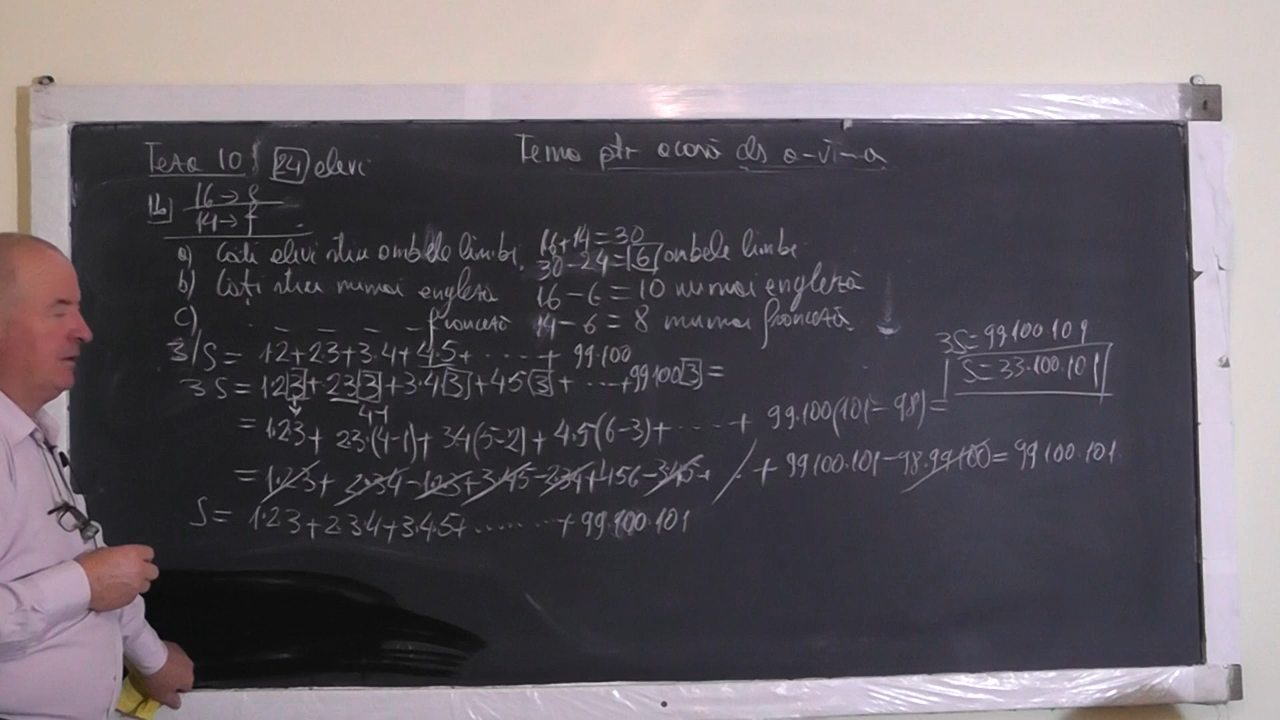 Tema ptr acasă cls a-VI-a
Tema 10 24 elevi
16 16→e
14→f
a) Câți elevi știu ambele limbi. 16+14=30
30-24=6 ambele limbi
b) Câți știu numai engleza 16-6=10 numai engleză
c) - - - - franceză 14-6=8 numai franceză
3/S= 1·2+2·3+3·4+4·5+.....+ 99·100
3S= 1·2·3+2·3·3+3·4·3+4·5·3+....+99·100·3=
4-1
= 1·2·3+ 2·3·(4-1)+ 3·4(5-2)+ 4·5(6-3)+.....+ 99·100(101-98)=
= 1·2·3+ 2·3·4-1·2·3+3·4·5-2·3·4+4·5·6-3·4·5+ + 99·100·101-98·99·100= 99·100·101
3S=99·100·101
S=33·100·101
S= 1·2·3+2·3·4+3·4·5+........+99·100·101